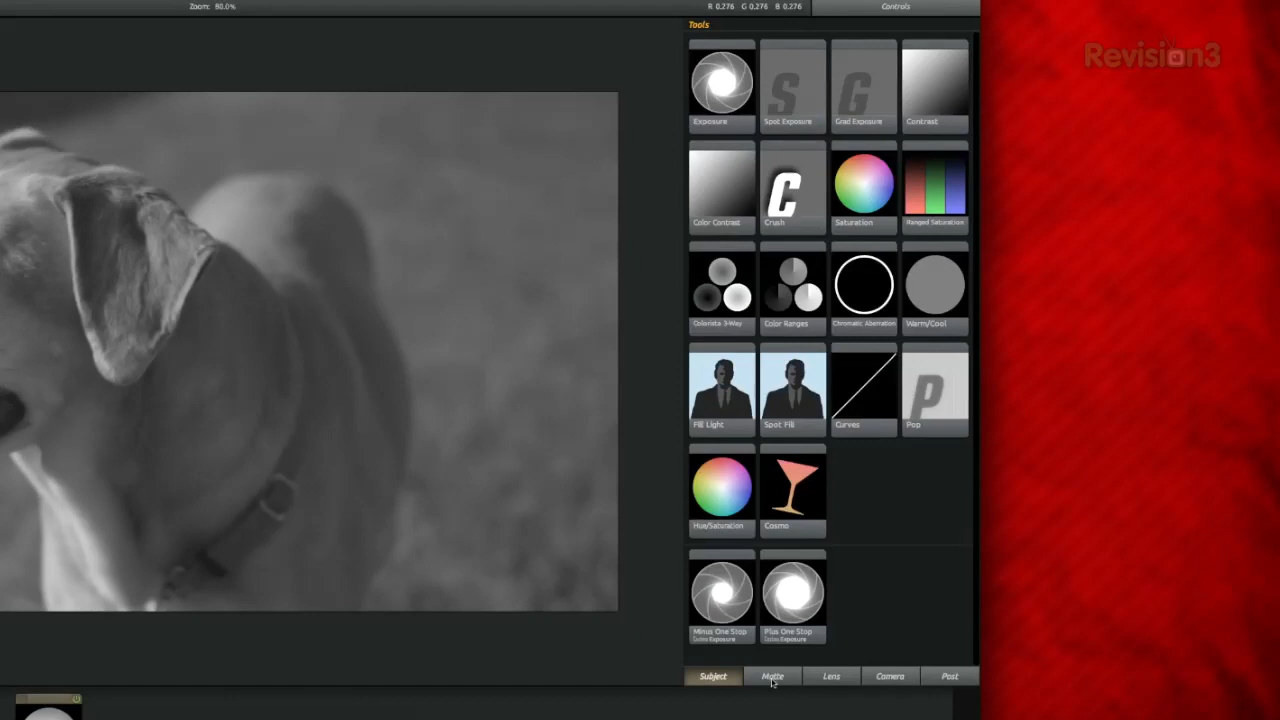 Zoom: 80.0%
R 0.276 G 0.276 B 0.276
Controls
Tools
Revision3
Exposure
Spot Exposure
Grad Exposure
Contrast
Color Contrast
Crush
Saturation
Ranged Saturation
Colorista 3-Way
Color Ranges
Chromatic Aberration
Warm/Cool
Fill Light
Spot Fill
Curves
Pop
Hue/Saturation
Cosmo
Minus One Stop
Exposure
Plus One Stop
Exposure
Subject
Matte
Lens
Camera
Post